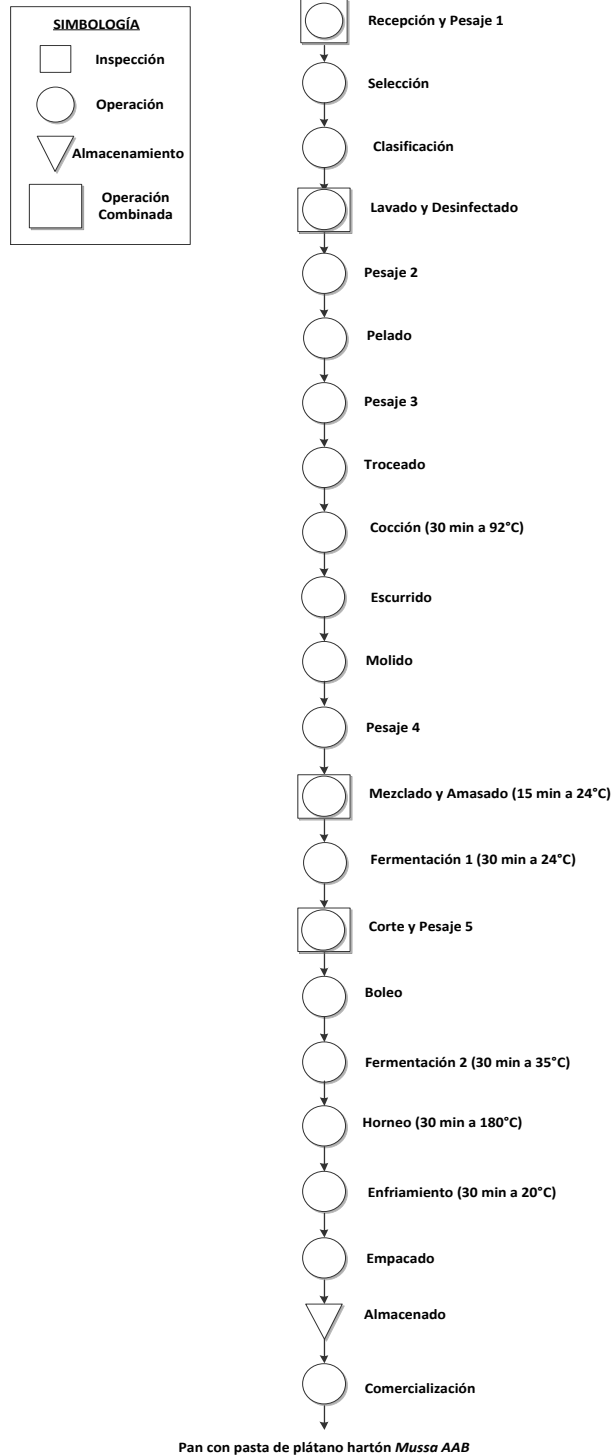 SIMBOLOGÍA
Inspección
Operación
Almacenamiento
Operación
Combinada
Recepción y Pesaje 1
Selección
Clasificación
Lavado y Desinfectado
Pesaje 2
Pelado
Pesaje 3
Troceado
Cocción (30 min a 92°C)
Escurrido
Molido
Pesaje 4
Mezclado y Amasado (15 min a 24°C)
Fermentación 1 (30 min a 24°C)
Corte y Pesaje 5
Boleo
Fermentación 2 (30 min a 35°C)
Horneo (30 min a 180°C)
Enfriamiento (30 min a 20°C)
Empacado
Almacenado
Comercialización
Pan con pasta de plátano hartón Mussa AAB